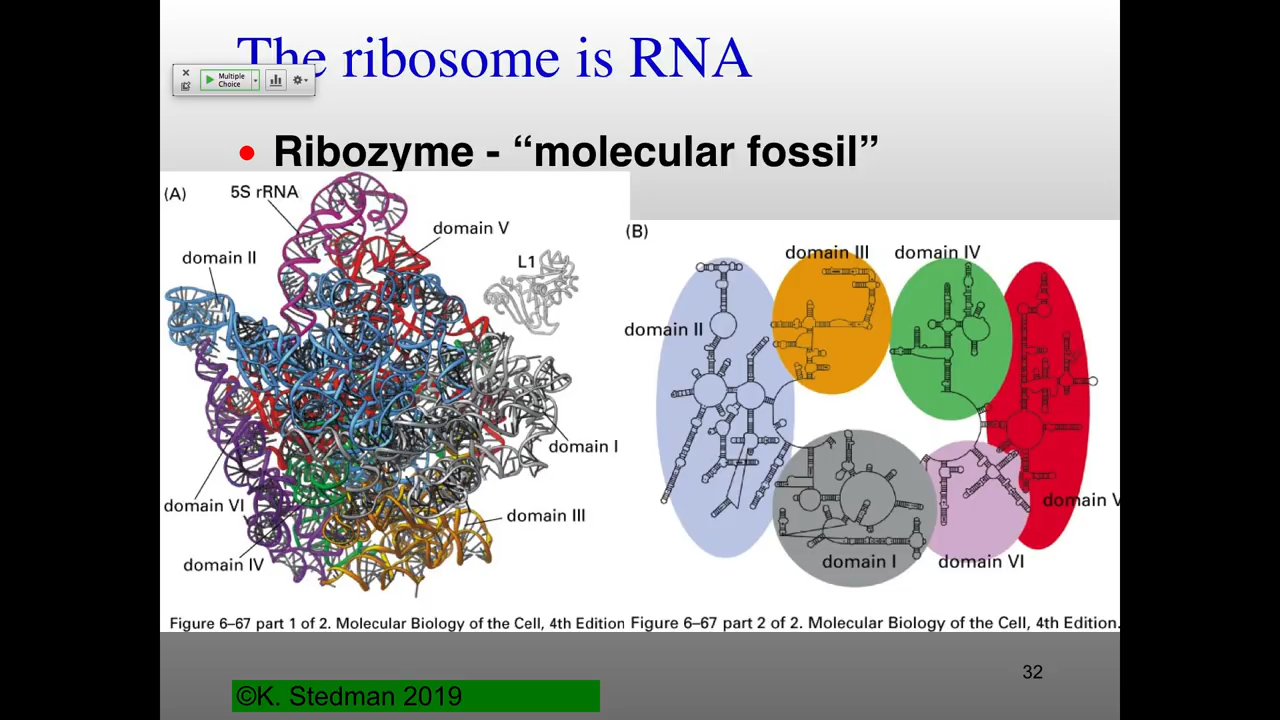 The ribosome is RNA
Multiple
Choice
• Ribozyme - “molecular fossil”
(A)
5S rRNA
domain V
domain II
L1
domain I
domain VI
domain III
domain IV
Figure 6–67 part 1 of 2. Molecular Biology of the Cell, 4th Edition
(B)
domain III
domain IV
domain II
domain V
domain I
domain VI
Figure 6–67 part 2 of 2. Molecular Biology of the Cell, 4th Edition.
32
©K. Stedman 2019